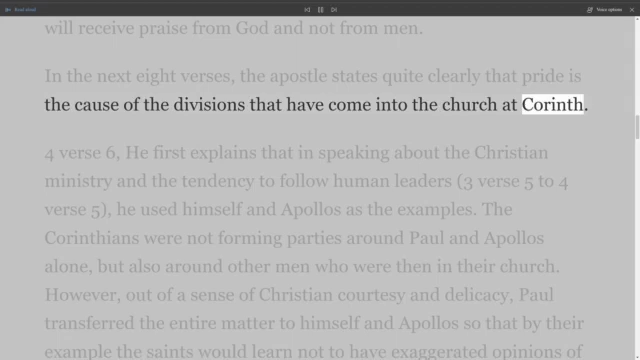 Read aloud
Voice options
will receive praise from God and not from men.
In the next eight verses, the apostle states quite clearly that pride is
the cause of the divisions that have come into the church at Corinth.
4 verse 6, He first explains that in speaking about the Christian
ministry and the tendency to follow human leaders (3 verse 5 to 4
verse 5), he used himself and Apollos as the examples. The
Corinthians were not forming parties around Paul and Apollos
alone, but also around other men who were then in their church.
However, out of a sense of Christian courtesy and delicacy, Paul
transferred the entire matter to himself and Apollos so that by their
example the saints would learn not to have exaggerated opinions of